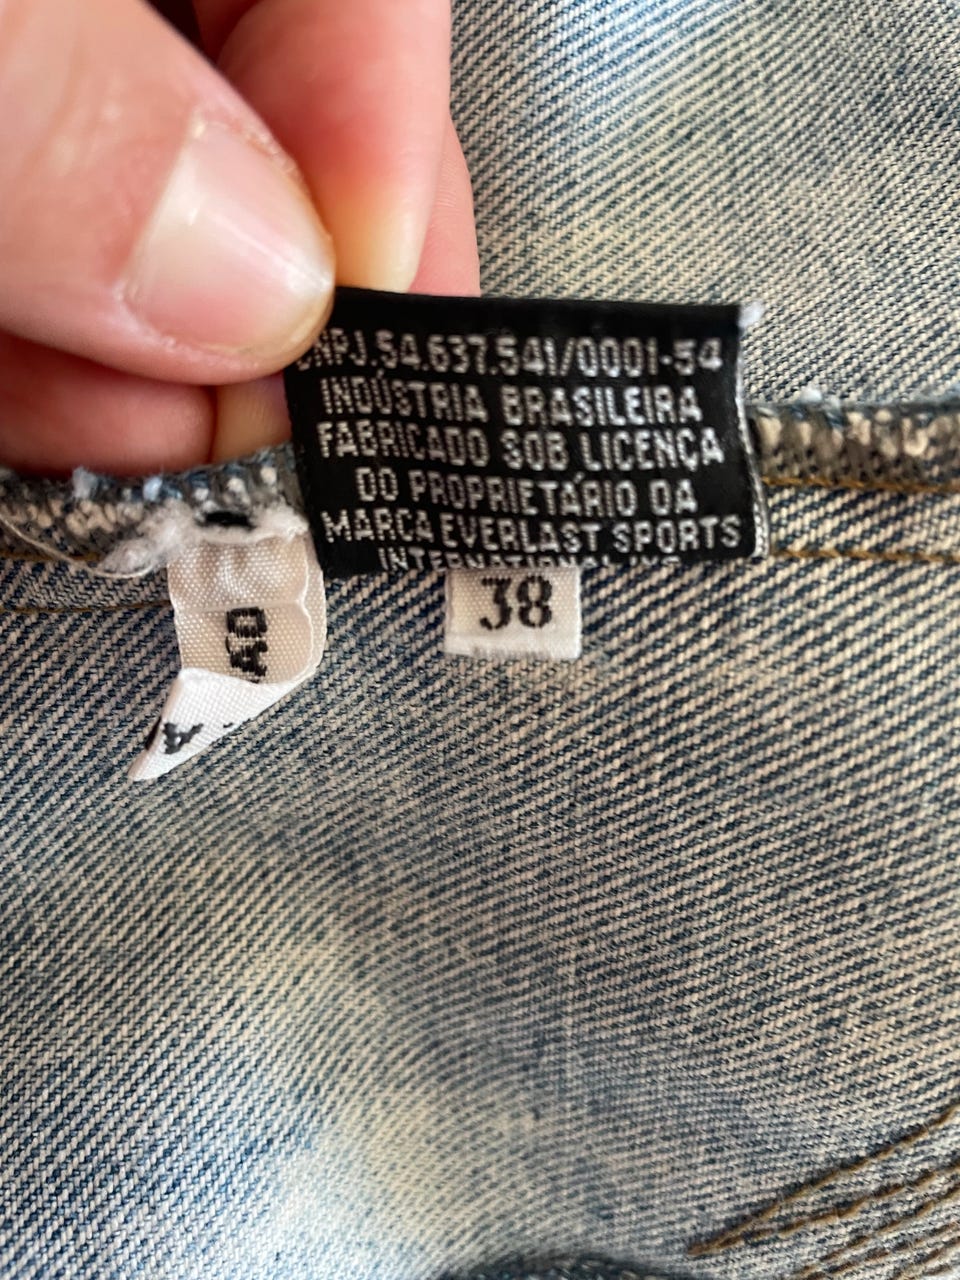 CNPJ.54.637.541/0001-54
INDÚSTRIA BRASILEIRA
FABRICADO SOB LICENÇA
DO PROPRIETÁRIO DA
MARCA EVERLAST SPORTS
38